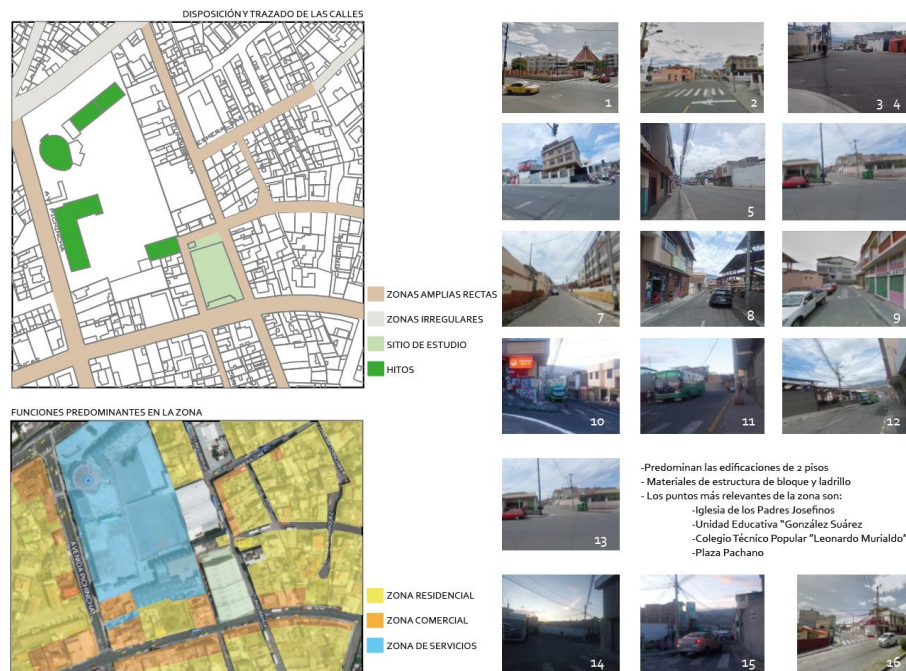 DISPOSICIÓN Y TRAZADO DE LAS CALLES
PICHINCHA
ZONAS AMPLIAS RECTAS
ZONAS IRREGULARES
SITIO DE ESTUDIO
HITOS
FUNCIONES PREDOMINANTES EN LA ZONA
AVENIDA PICHINCHA
ZONA RESIDENCIAL
ZONA COMERCIAL
ZONA DE SERVICIOS
1
2
3 4
5
7
8
9
10
11
12
13
-Predominan las edificaciones de 2 pisos
- Materiales de estructura de bloque y ladrillo
- Los puntos más relevantes de la zona son:
-Iglesia de los Padres Josefinos
-Unidad Educativa "González Suárez
-Colegio Técnico Popular "Leonardo Murialdo"
-Plaza Pachano
14
15
16